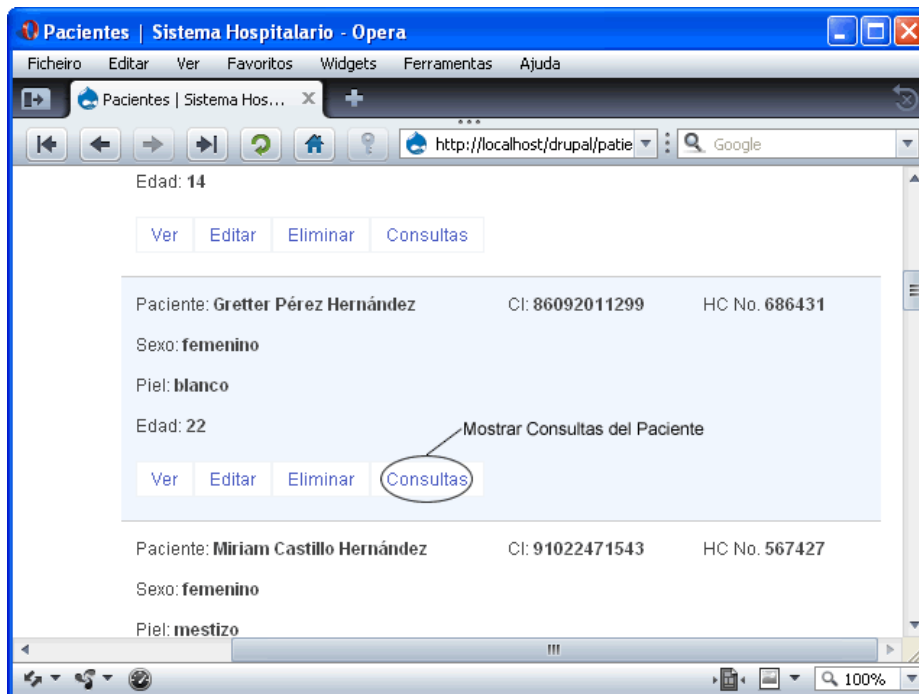 Pacientes | Sistema Hospitalario - Opera
Ficheiro Editar Ver Favoritos Widgets Ferramentas Ajuda
Pacientes | Sistema Hos...
http://localhost/drupal/patie Google
Edad: 14
Ver Editar Eliminar Consultas
Paciente: Gretter Pérez Hernández CI: 86092011299 HC No. 686431
Sexo: femenino
Piel: blanco
Edad: 22
Mostrar Consultas del Paciente
Ver Editar Eliminar Consultas
Paciente: Miriam Castillo Hernández CI: 91022471543 HC No. 567427
Sexo: femenino
Piel: mestizo
100%